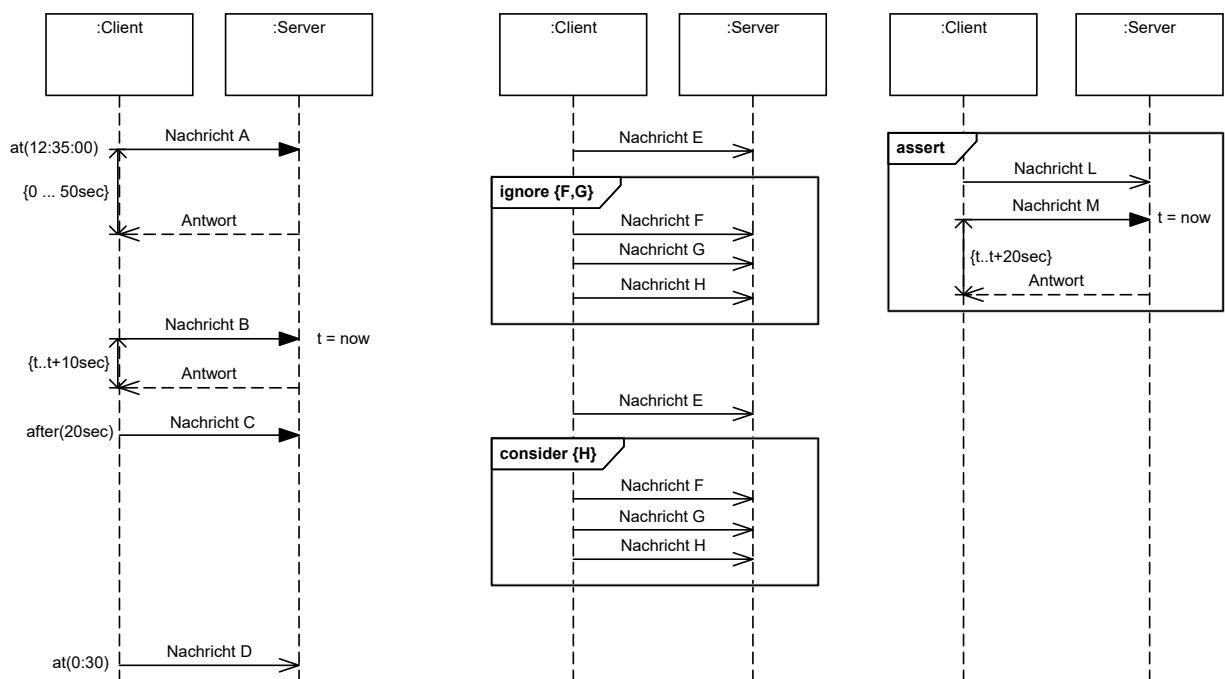 :Client
:Server
at(12:35:00)
Nachricht A
{0 ... 50sec}
Antwort
Nachricht B
t = now
{t..t+10sec}
Antwort
after(20sec)
Nachricht C
at(0:30)
Nachricht D
:Client
:Server
Nachricht E
ignore {F,G}
Nachricht F
Nachricht G
Nachricht H
Nachricht E
consider {H}
Nachricht F
Nachricht G
Nachricht H
:Client
:Server
assert
Nachricht L
Nachricht M
t = now
{t..t+20sec}
Antwort